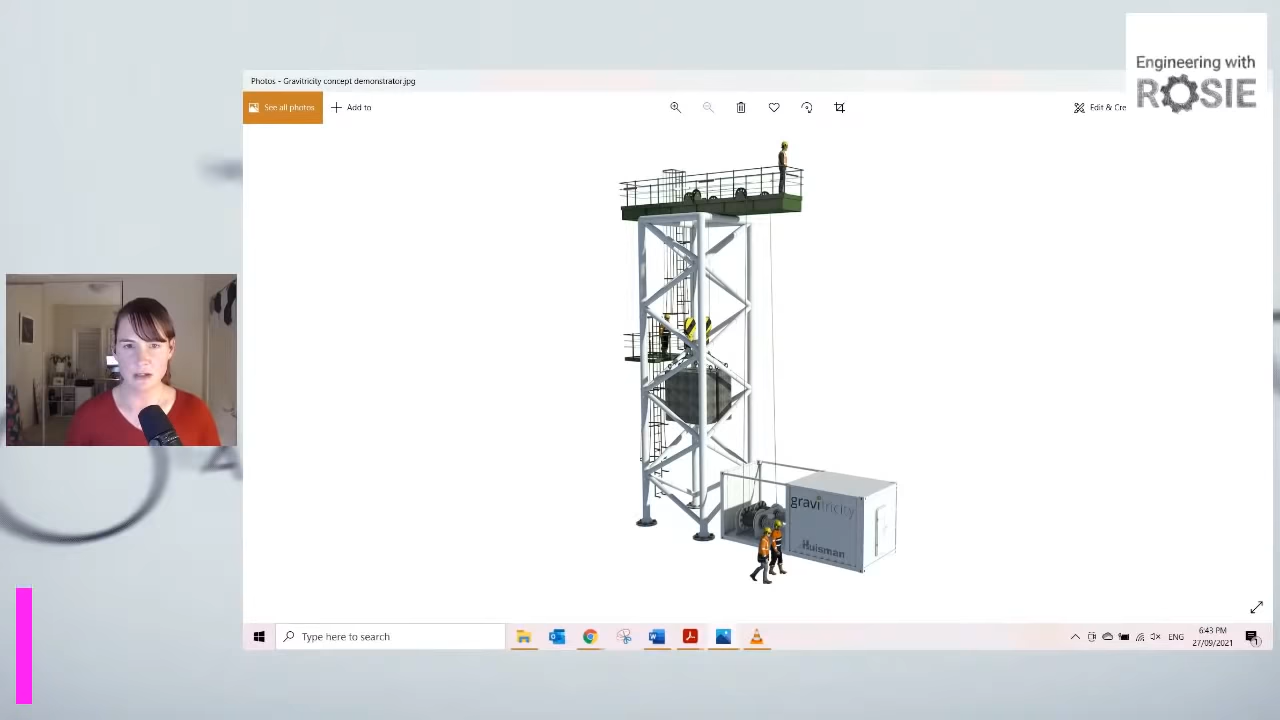 Engineering with
ROSIE
Photos - Gravitricity concept demonstrator.jpg
See all photos
Add to
Edit & Cre
gravitricity
Huisman
Type here to search
ENG
6:43 PM
27/09/2021
1